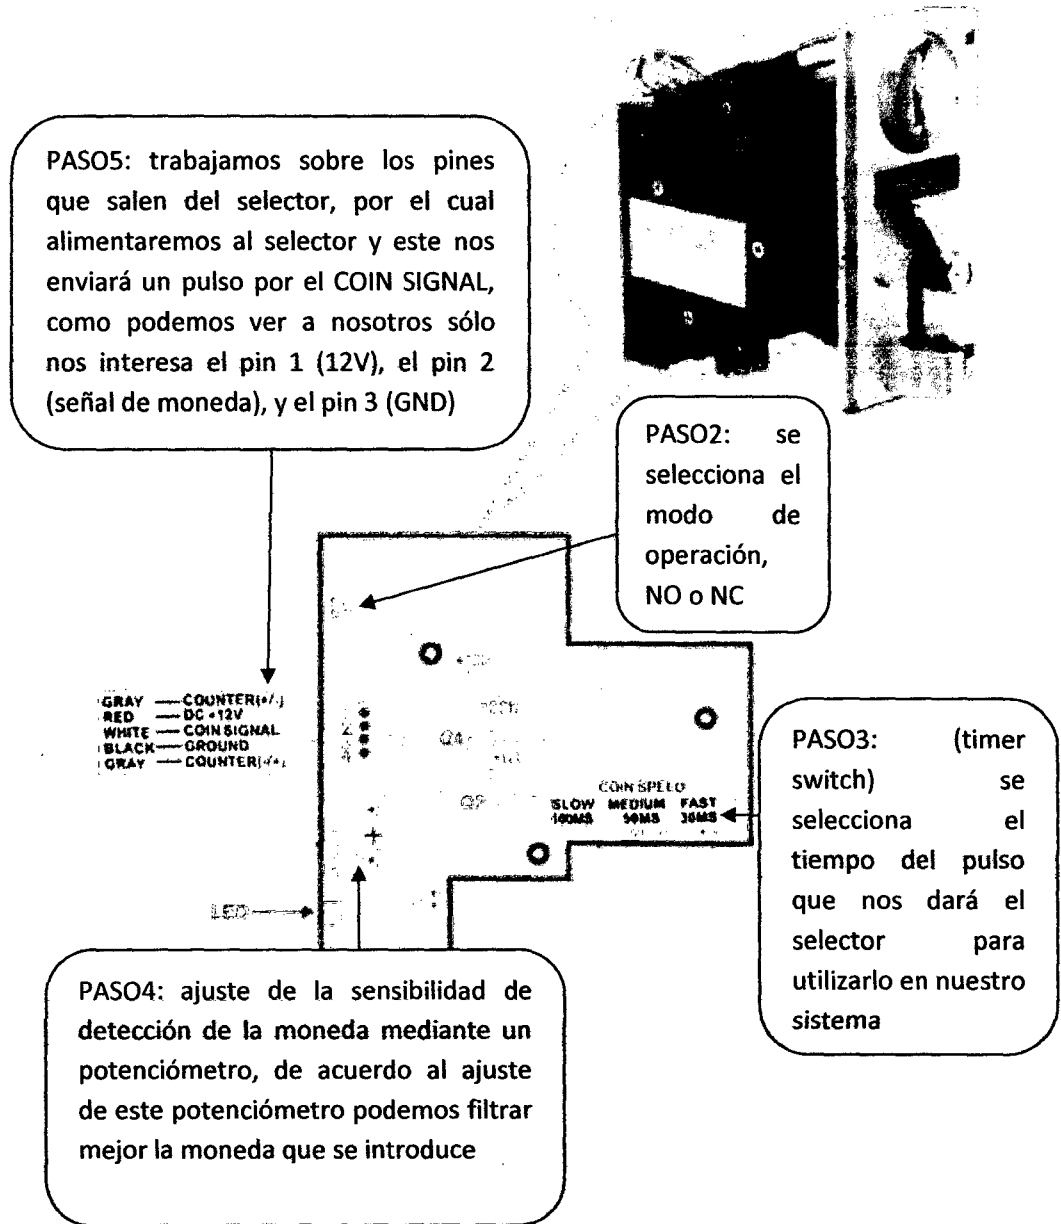 PASO5: trabajamos sobre los pines
que salen del selector, por el cual
alimentaremos al selector y este nos
enviará un pulso por el COIN SIGNAL,
como podemos ver a nosotros sólo
nos interesa el pin 1 (12V), el pin 2
(señal de moneda), y el pin 3 (GND)
PASO2: se
selecciona el
modo de
operación,
NO o NC
GRAY — COUNTER(+/-)
RED — DC +12V
WHITE — COIN SIGNAL
BLACK — GROUND
GRAY — COUNTER(-/+)
COIN SPEED
SLOW MEDIUM FAST
100MS 50MS 30MS
PASO3: (timer
switch) se
selecciona el
tiempo del pulso
que nos dará el
selector para
utilizarlo en nuestro
sistema
LED
PASO4: ajuste de la sensibilidad de
detección de la moneda mediante un
potenciómetro, de acuerdo al ajuste
de este potenciómetro podemos filtrar
mejor la moneda que se introduce